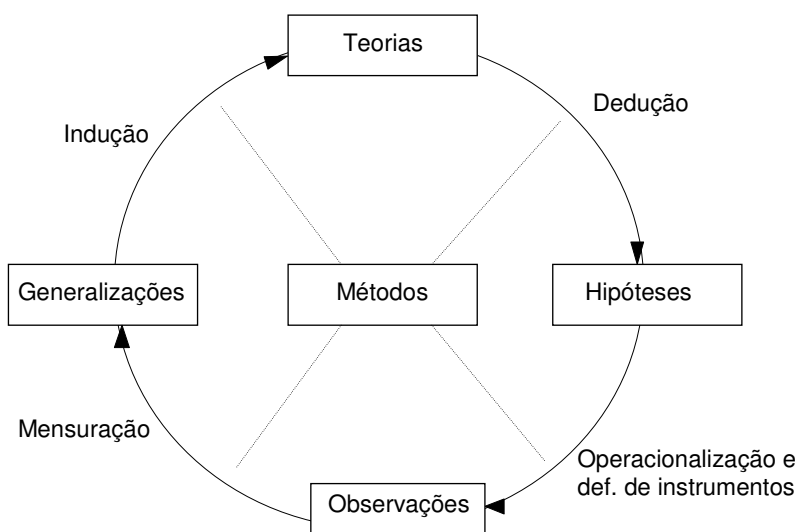 Teorias
Dedução
Indução
Generalizações
Métodos
Hipóteses
Mensuração
Operacionalização e
def. de instrumentos
Observações